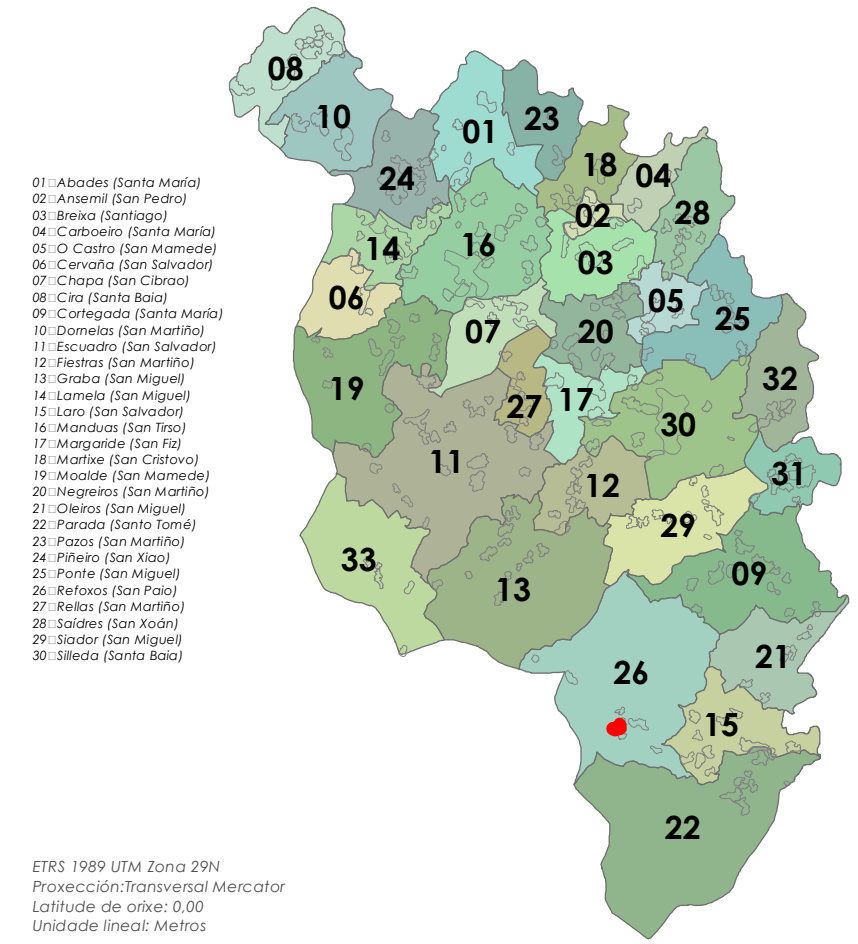 08
10
01
23
24
18
04
02
28
14
16
03
06
05
07
20
25
19
27
17
32
30
11
12
31
29
33
13
09
26
21
15
22
01□Abades (Santa María)
02□Ansemil (San Pedro)
03□Breixa (Santiago)
04□Carboeiro (Santa María)
05□O Castro (San Mamede)
06□Cervaña (San Salvador)
07□Chapa (San Cibrao)
08□Cira (Santa Baia)
09□Cortegada (Santa María)
10□Dornelas (San Martiño)
11□Escuadro (San Salvador)
12□Fiestras (San Martiño)
13□Graba (San Miguel)
14□Lamela (San Miguel)
15□Laro (San Salvador)
16□Manduas (San Tirso)
17□Margaride (San Fiz)
18□Martixe (San Cristovo)
19□Moalde (San Mamede)
20□Negreiros (San Martiño)
21□Oleiros (San Miguel)
22□Parada (Santo Tomé)
23□Pazos (San Martiño)
24□Piñeiro (San Xiao)
25□Ponte (San Miguel)
26□Refoxos (San Paio)
27□Rellas (San Martiño)
28□Saídres (San Xoán)
29□Siador (San Miguel)
30□Silleda (Santa Baia)
ETRS 1989 UTM Zona 29N
Proxección:Transversal Mercator
Latitude de orixe: 0,00
Unidade lineal: Metros